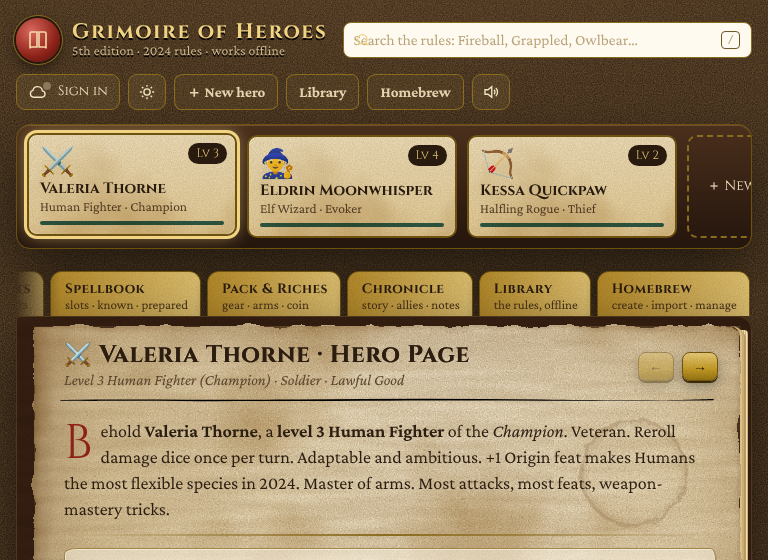 Grimoire of Heroes
5th edition · 2024 rules · works offline
Search the rules: Fireball, Grappled, Owlbear… /
Sign in
+ New hero
Library
Homebrew
Lv 3
Valeria Thorne
Human Fighter · Champion
Lv 4
Eldrin Moonwhisper
Elf Wizard · Evoker
Lv 2
Kessa Quickpaw
Halfling Rogue · Thief
+ New
Spellbook
slots · known · prepared
Pack & Riches
gear · arms · coin
Chronicle
story · allies · notes
Library
the rules, offline
Homebrew
create · import · manage
Valeria Thorne · Hero Page
Level 3 Human Fighter (Champion) · Soldier · Lawful Good
← →
Behold Valeria Thorne, a level 3 Human Fighter of the Champion. Veteran. Reroll
damage dice once per turn. Adaptable and ambitious. +1 Origin feat makes Humans
the most flexible species in 2024. Master of arms. Most attacks, most feats, weapon-
mastery tricks.